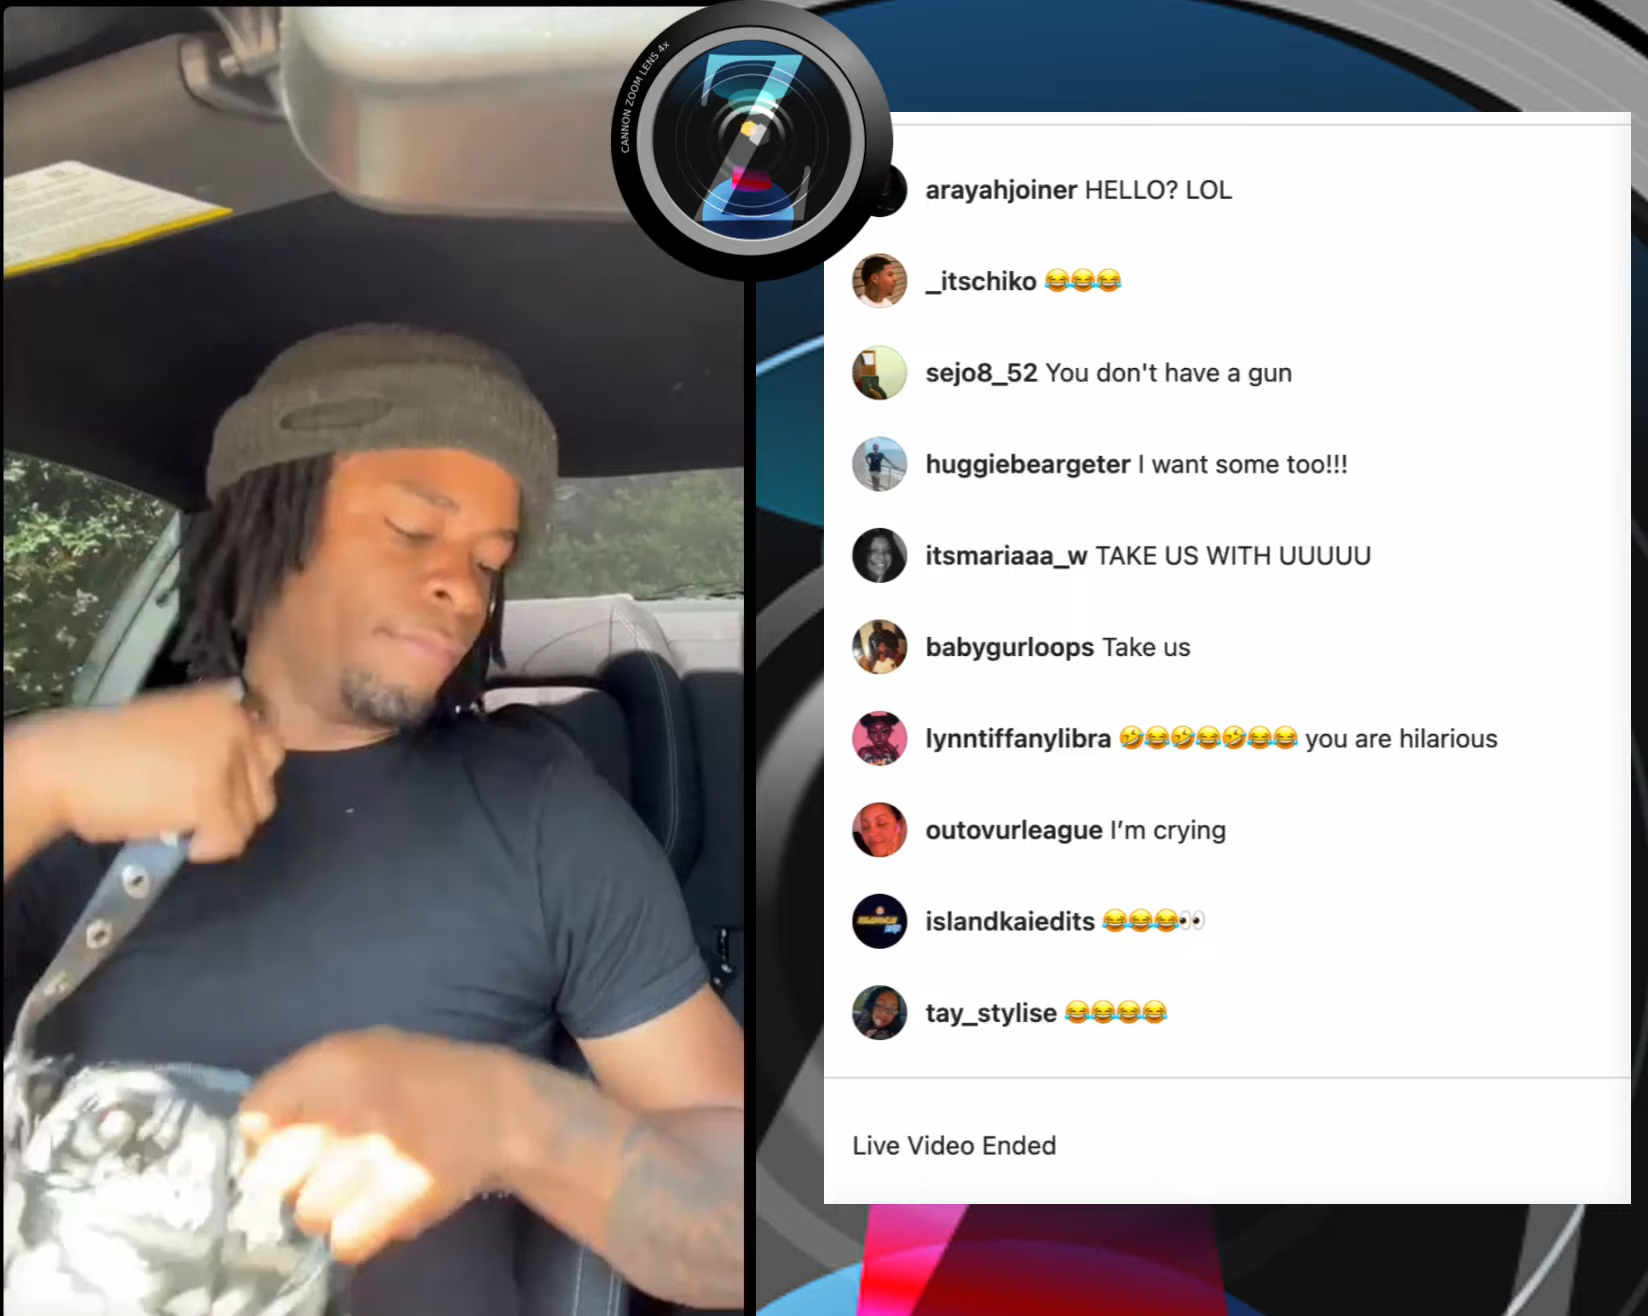 CANNON ZOOM LENS 4x
arayahjoiner HELLO? LOL
_itschiko 😂😂😂
sejo8_52 You don't have a gun
huggiebeargeter I want some too!!!
itsmariaaa_w TAKE US WITH UUUUU
babygurloops Take us
lynntiffanylibra 🤣😂🤣😂🤣😂😂 you are hilarious
outovurleague I’m crying
islandkaiedits 😂😂😂👀
tay_stylise 😂😂😂😂
Live Video Ended